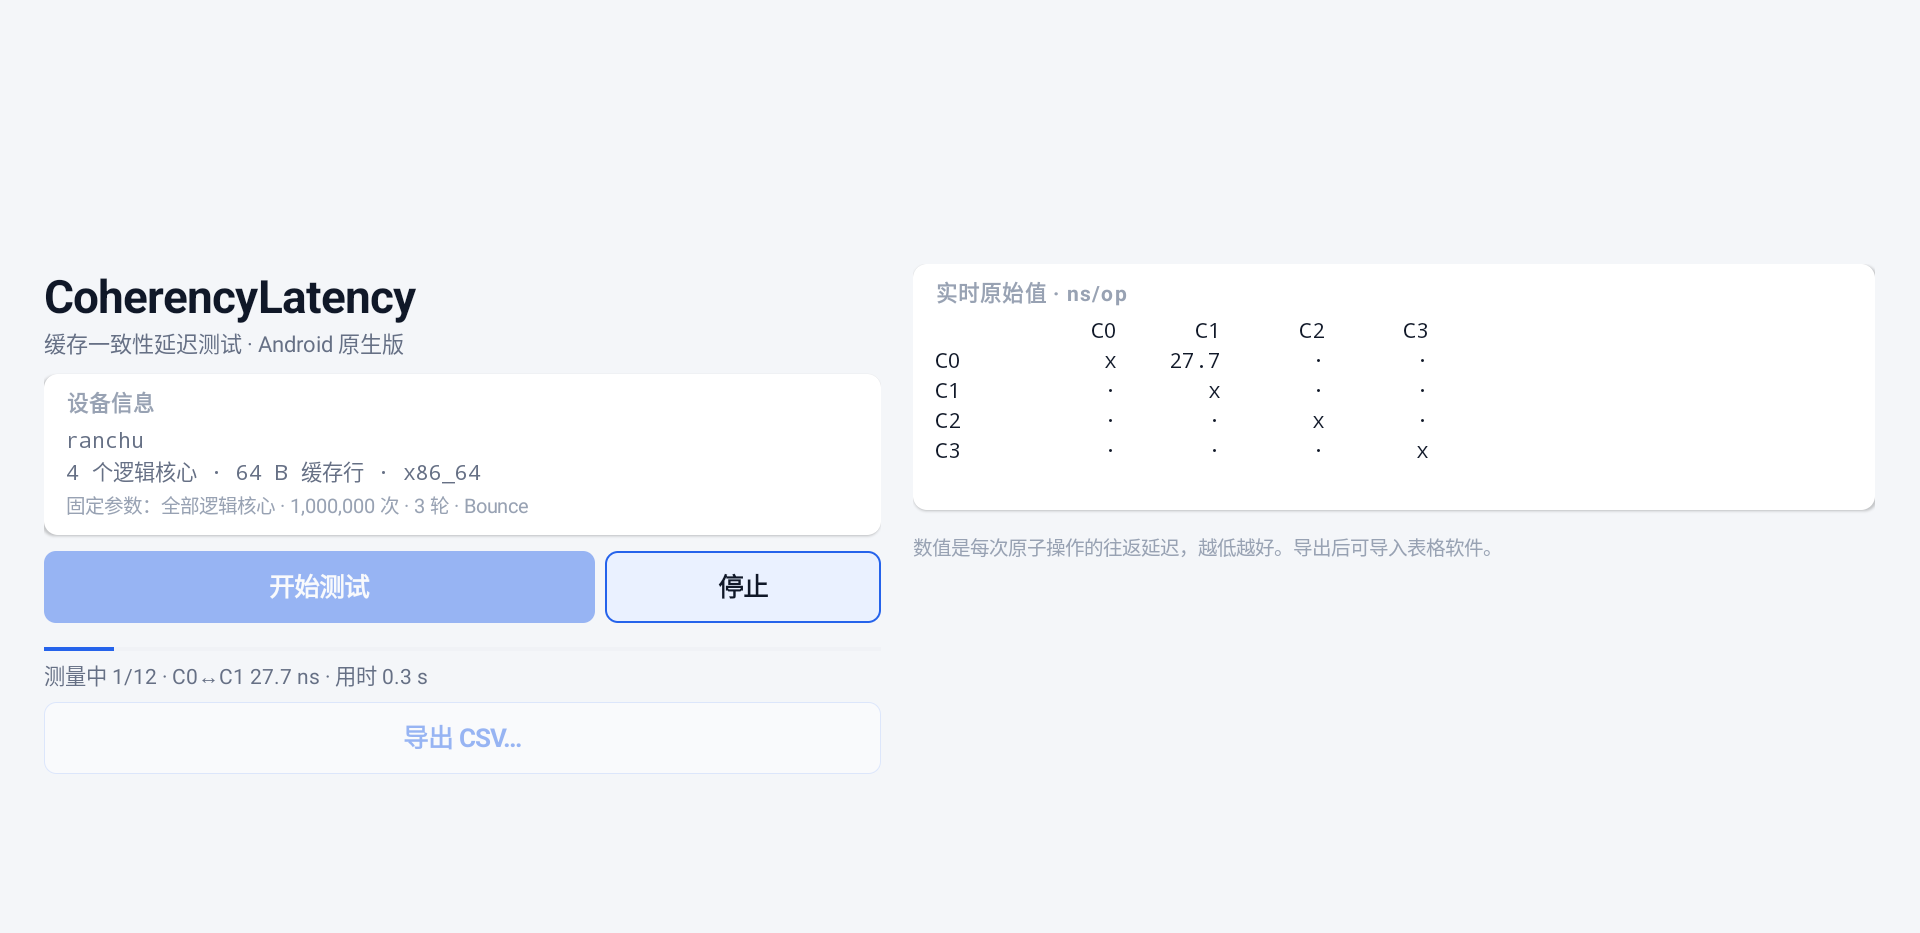 CoherencyLatency
缓存一致性延迟测试 · Android 原生版
设备信息
ranchu
4 个逻辑核心 · 64 B 缓存行 · x86_64
固定参数：全部逻辑核心 · 1,000,000 次 · 3 轮 · Bounce
开始测试
停止
测量中 1/12 · C0↔C1 27.7 ns · 用时 0.3 s
导出 CSV...
实时原始值 · ns/op
C0 C1 C2 C3
C0 x 27.7 · ·
C1 · x · ·
C2 · · x ·
C3 · · · x
数值是每次原子操作的往返延迟，越低越好。导出后可导入表格软件。